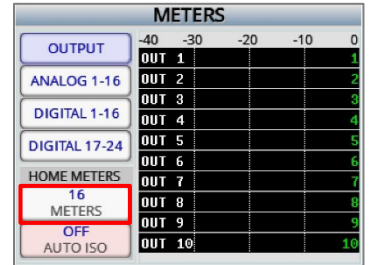 METERS
OUTPUT
ANALOG 1-16
DIGITAL 1-16
DIGITAL 17-24
HOME METERS
16
METERS
OFF
AUTO ISO
-40 -30 -20 -10 0
OUT 1 1
OUT 2 2
OUT 3 3
OUT 4 4
OUT 5 5
OUT 6 6
OUT 7 7
OUT 8 8
OUT 9 9
OUT 10 10